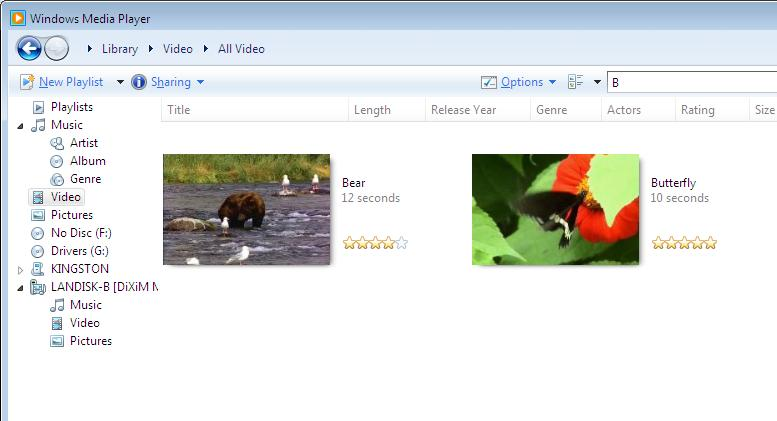 Windows Media Player
Library Video All Video
New Playlist Sharing Options B
Title Length Release Year Genre Actors Rating Size
Playlists
Music
Artist
Album
Genre
Video
Pictures
No Disc (F:)
Drivers (G:)
KINGSTON
LANDISK-B [DiXiM M
Music
Video
Pictures
Bear
12 seconds
Butterfly
10 seconds